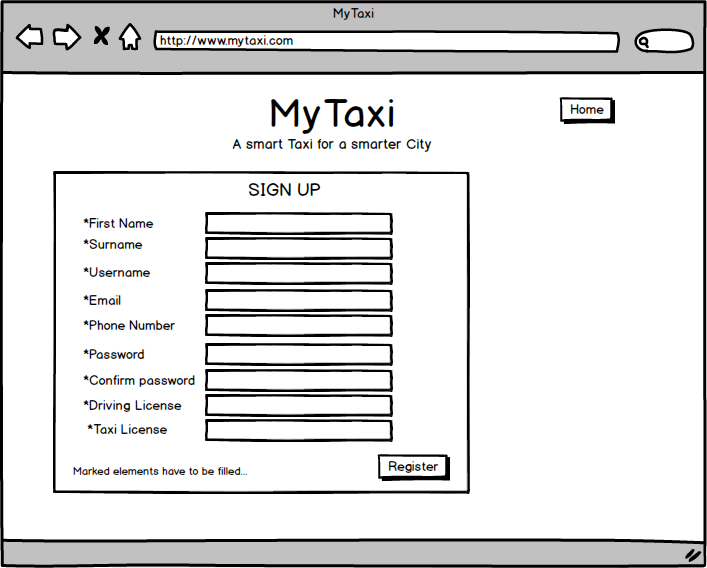 MyTaxi
http://www.mytaxi.com
MyTaxi
Home
A smart Taxi for a smarter City
SIGN UP
*First Name
*Surname
*Username
*Email
*Phone Number
*Password
*Confirm password
*Driving License
*Taxi License
Marked elements have to be filled...
Register